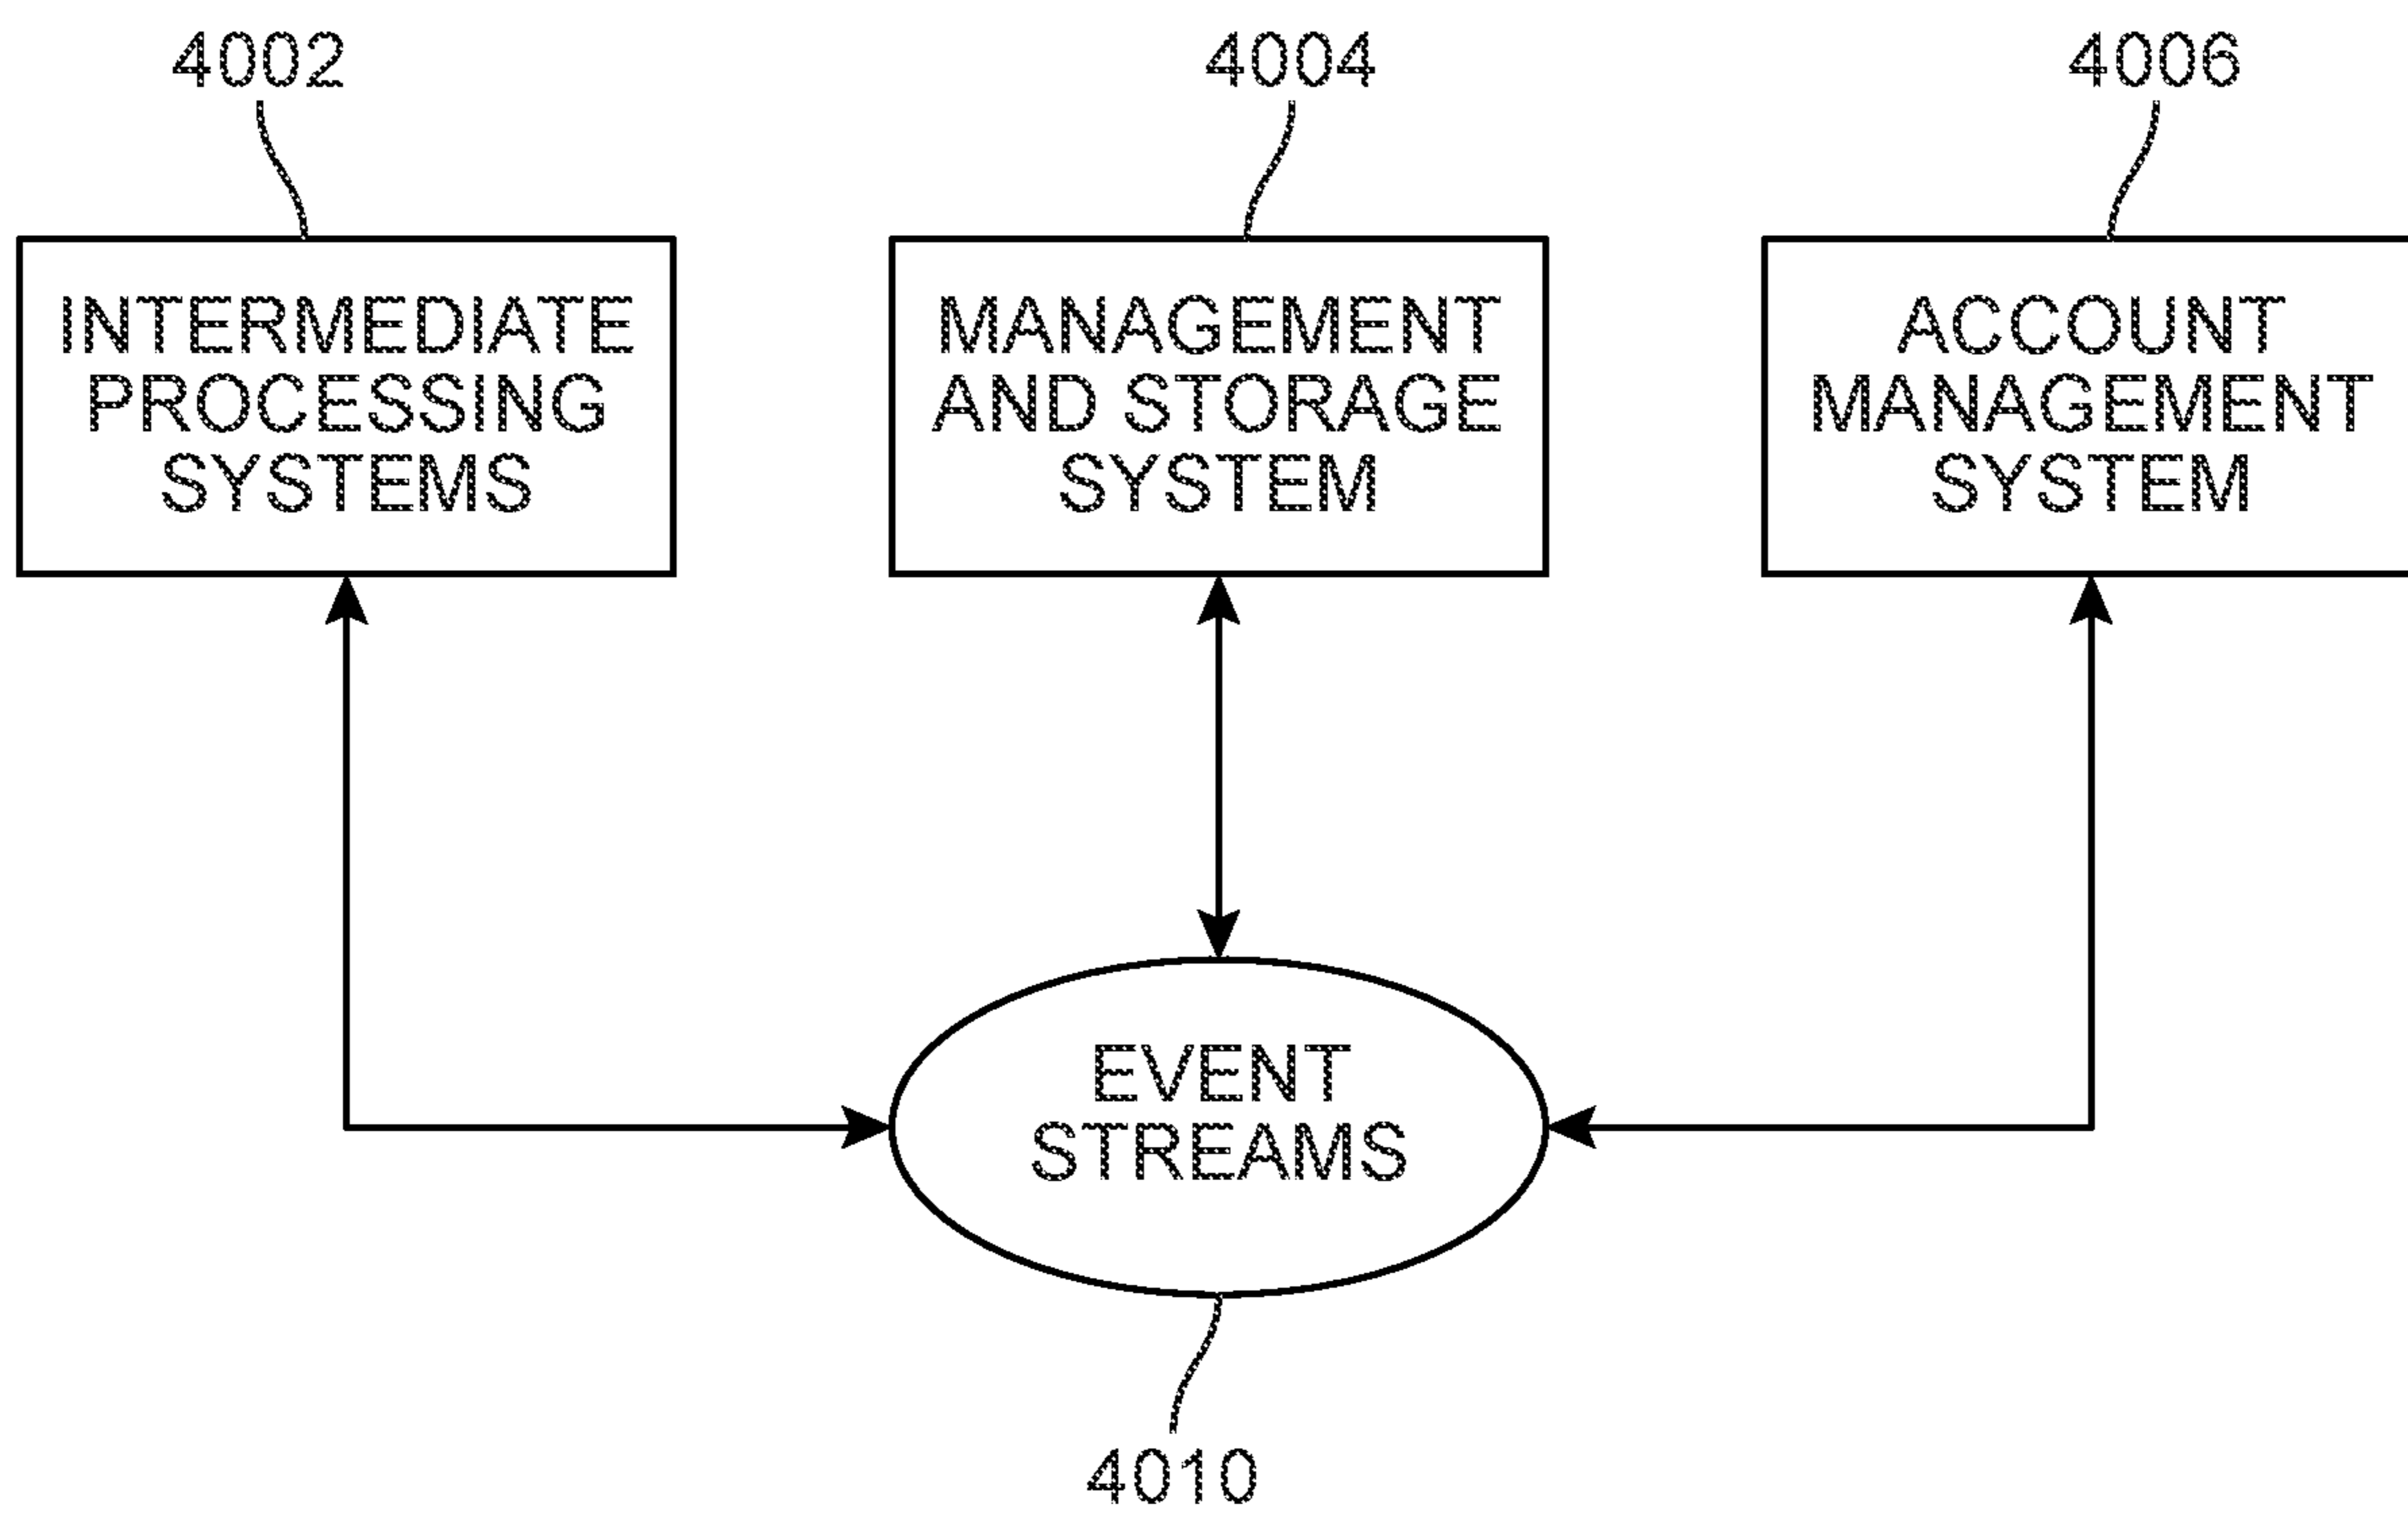 4002
4004
4006
INTERMEDIATE
PROCESSING
SYSTEMS
MANAGEMENT
AND STORAGE
SYSTEM
ACCOUNT
MANAGEMENT
SYSTEM
EVENT
STREAMS
4010